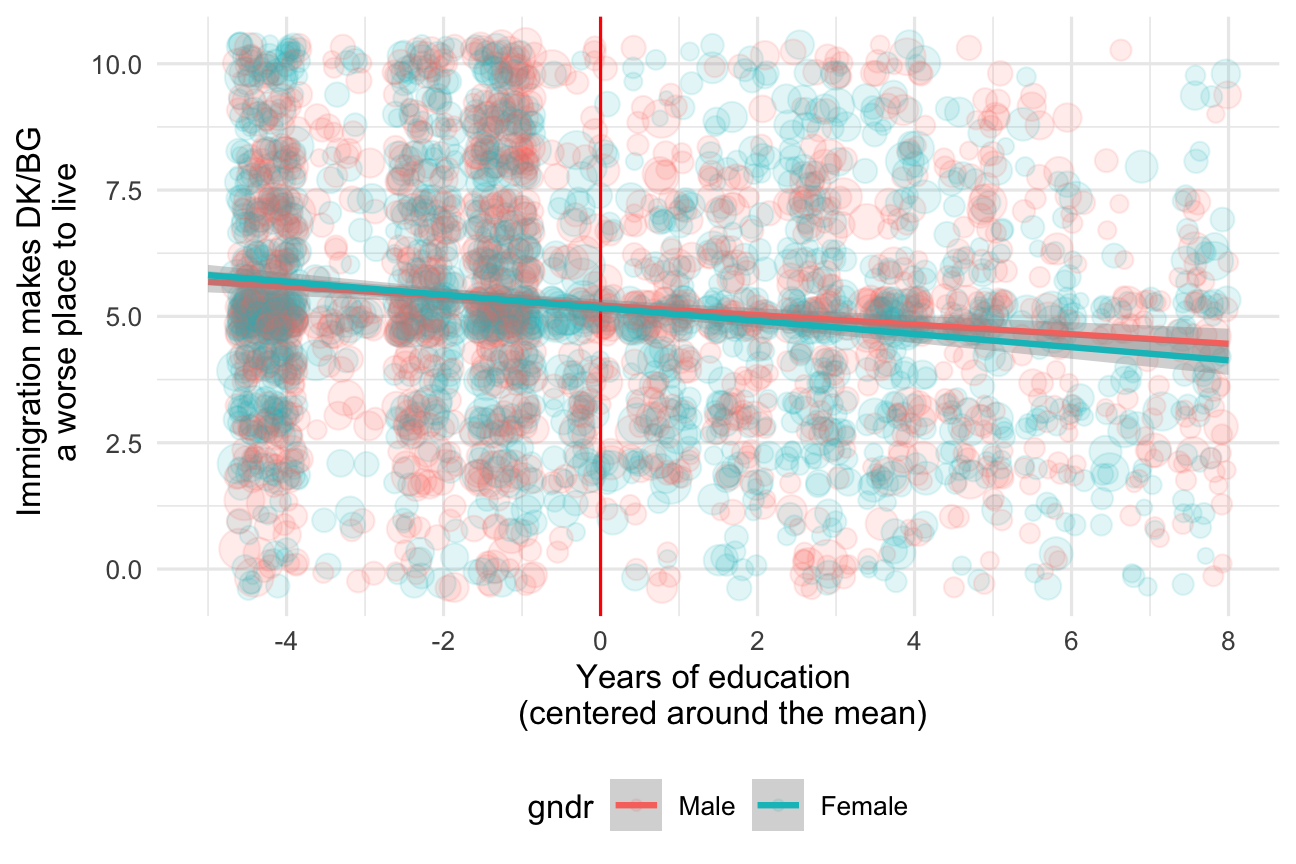 Immigration makes DK/BG
a worse place to live
10.0
7.5
5.0
2.5
0.0
-4 -2 0 2 4 6 8
Years of education
(centered around the mean)
gndr Male Female